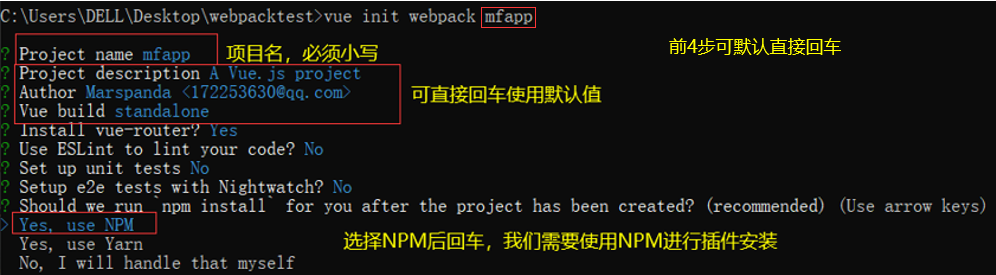 C:\Users\DELL\Desktop\webpacktest>vue init webpack mfapp
前4步可默认直接回车
? Project name mfapp 项目名，必须小写
? Project description A Vue.js project
? Author Marspanda <172253630@qq.com> 可直接回车使用默认值
? Vue build standalone
? Install vue-router? Yes
? Use ESLint to lint your code? No
? Set up unit tests No
? Setup e2e tests with Nightwatch? No
? Should we run `npm install` for you after the project has been created? (recommended) (Use arrow keys)
> Yes, use NPM
Yes, use Yarn 选择NPM后回车，我们需要使用NPM进行插件安装
No, I will handle that myself